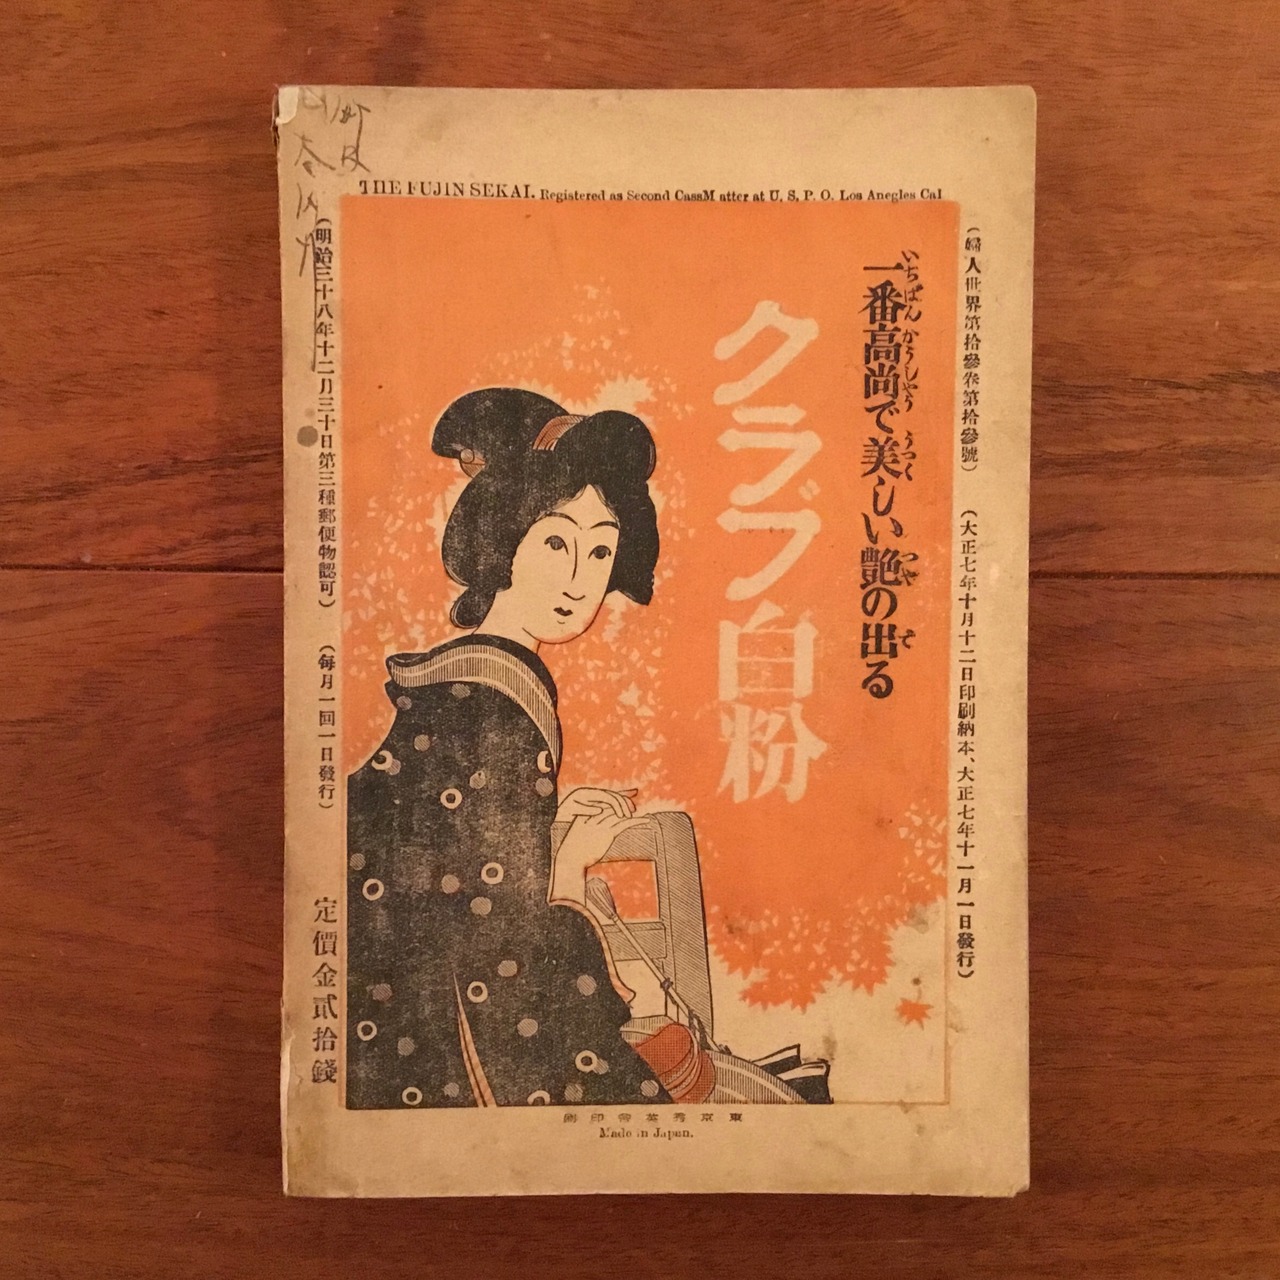 THE FUJIN SEKAI. Registered as Second CassM atter at U, S, P. O. Los Anegles Cal
(婦人世界第拾參卷第拾參號)
(大正七年十月十二日印刷納本、大正七年十一月一日發行)
いちばん かうしやう うつく つや で
一番高尚で美しい艶の出る
クラブ白粉
(明治三十八年十二月三十日第三種郵便物認可)
(每月一回一日發行)
定價金貳拾錢
東京秀英舍印刷
Made in Japan.